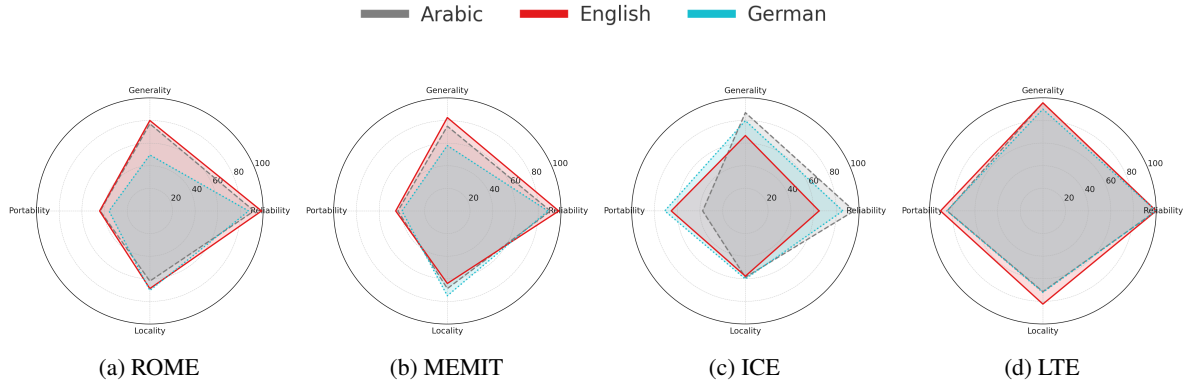 Arabic English German
Generality Generality Generality Generality
100 100 100 100
80 80 80 80
60 60 60 60
40 40 40 40
20 20 20 20
Portability Reliability Portability Reliability Portability Reliability Portability Reliability
Locality Locality Locality Locality
(a) ROME (b) MEMIT (c) ICE (d) LTE